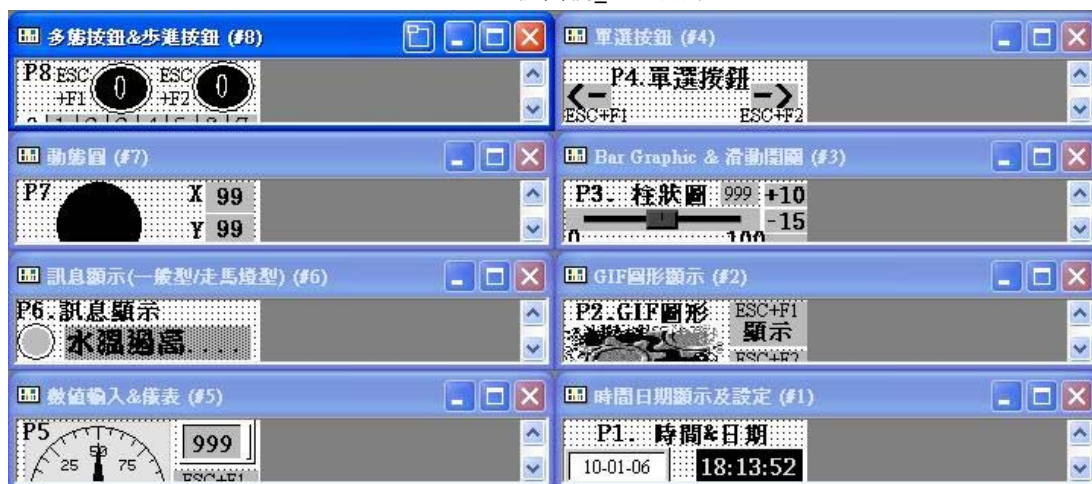 多態按鈕&步進按鈕 (#8)
P8 ESC+F1 0 ESC+F2 0
單選按鈕 (#4)
P4.單選按鈕
<- ->
ESC+F1 ESC+F2
動態圖 (#7)
P7 X 99
Y 99
Bar Graphic & 滑動開關 (#3)
P3. 柱狀圖 999 +10
-15
0 100
訊息顯示(一般型/走馬燈型) (#6)
P6.訊息顯示
水溫過高....
GIF圖形顯示 (#2)
P2.GIF圖形 ESC+F1
顯示
ESC+F2
數值輸入&儀表 (#5)
P5 999
25 50 75
ESC+F1
時間日期顯示及設定 (#1)
P1. 時間&日期
10-01-06 18:13:52